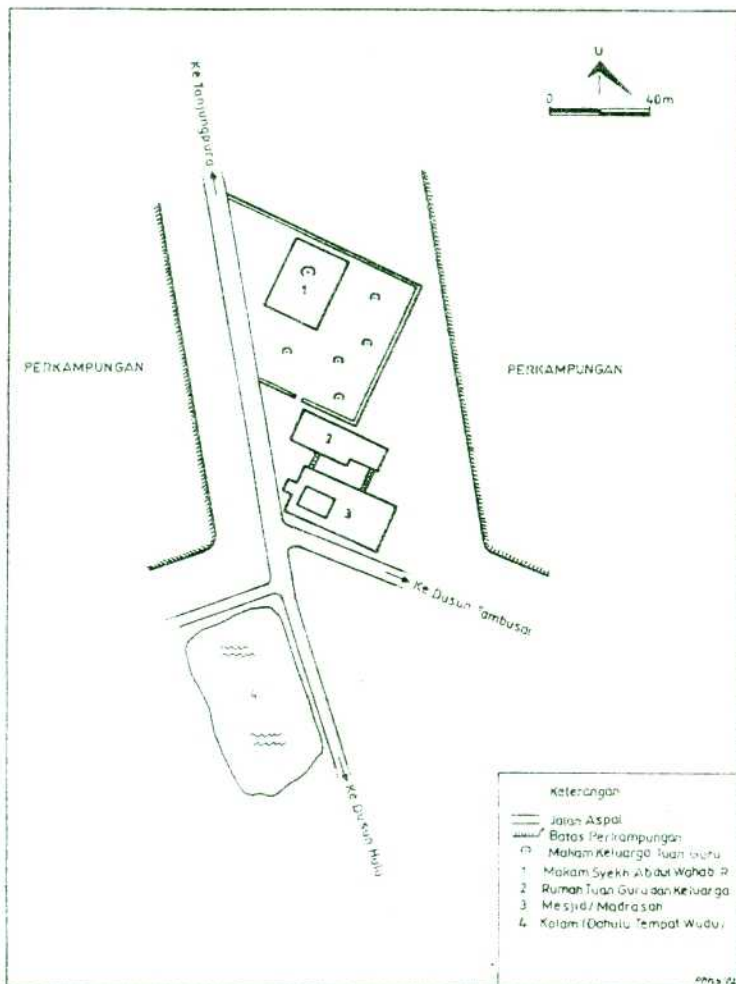 U
0 40m
Ke Tanjungpura
1
PERKAMPUNGAN
PERKAMPUNGAN
2
3
Ke Dusun Tambusai
4
Ke Dusun Hulu
Keterangan
Jalan Aspal
Batas Perkampungan
Makam Keluarga Tuan Guru
1 Makam Syekh Abdul Wahab R.
2 Rumah Tuan Guru dan Keluarga
3 Mesjid / Madrasah
4 Kolam (Dahulu Tempat Wudu)